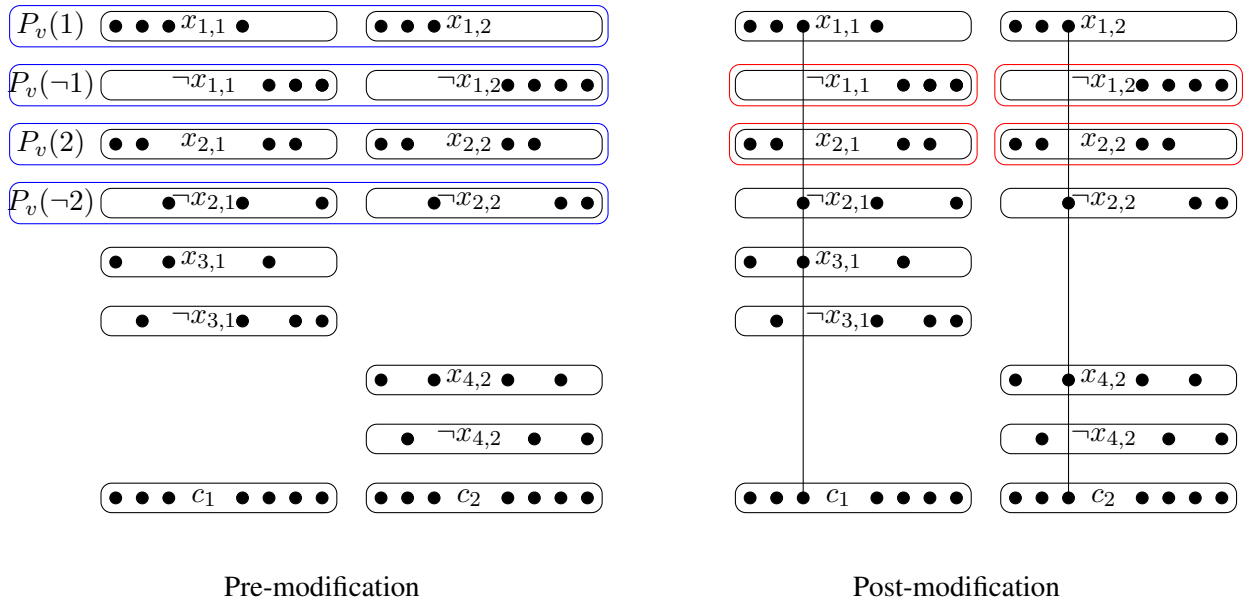 P_v(1) x_{1,1} x_{1,2} x_{1,1} x_{1,2}
P_v(¬1) ¬x_{1,1} ¬x_{1,2} ¬x_{1,1} ¬x_{1,2}
P_v(2) x_{2,1} x_{2,2} x_{2,1} x_{2,2}
P_v(¬2) ¬x_{2,1} ¬x_{2,2} ¬x_{2,1} ¬x_{2,2}
x_{3,1} x_{3,1}
¬x_{3,1} ¬x_{3,1}
x_{4,2} x_{4,2}
¬x_{4,2} ¬x_{4,2}
c_1 c_2 c_1 c_2
Pre-modification Post-modification